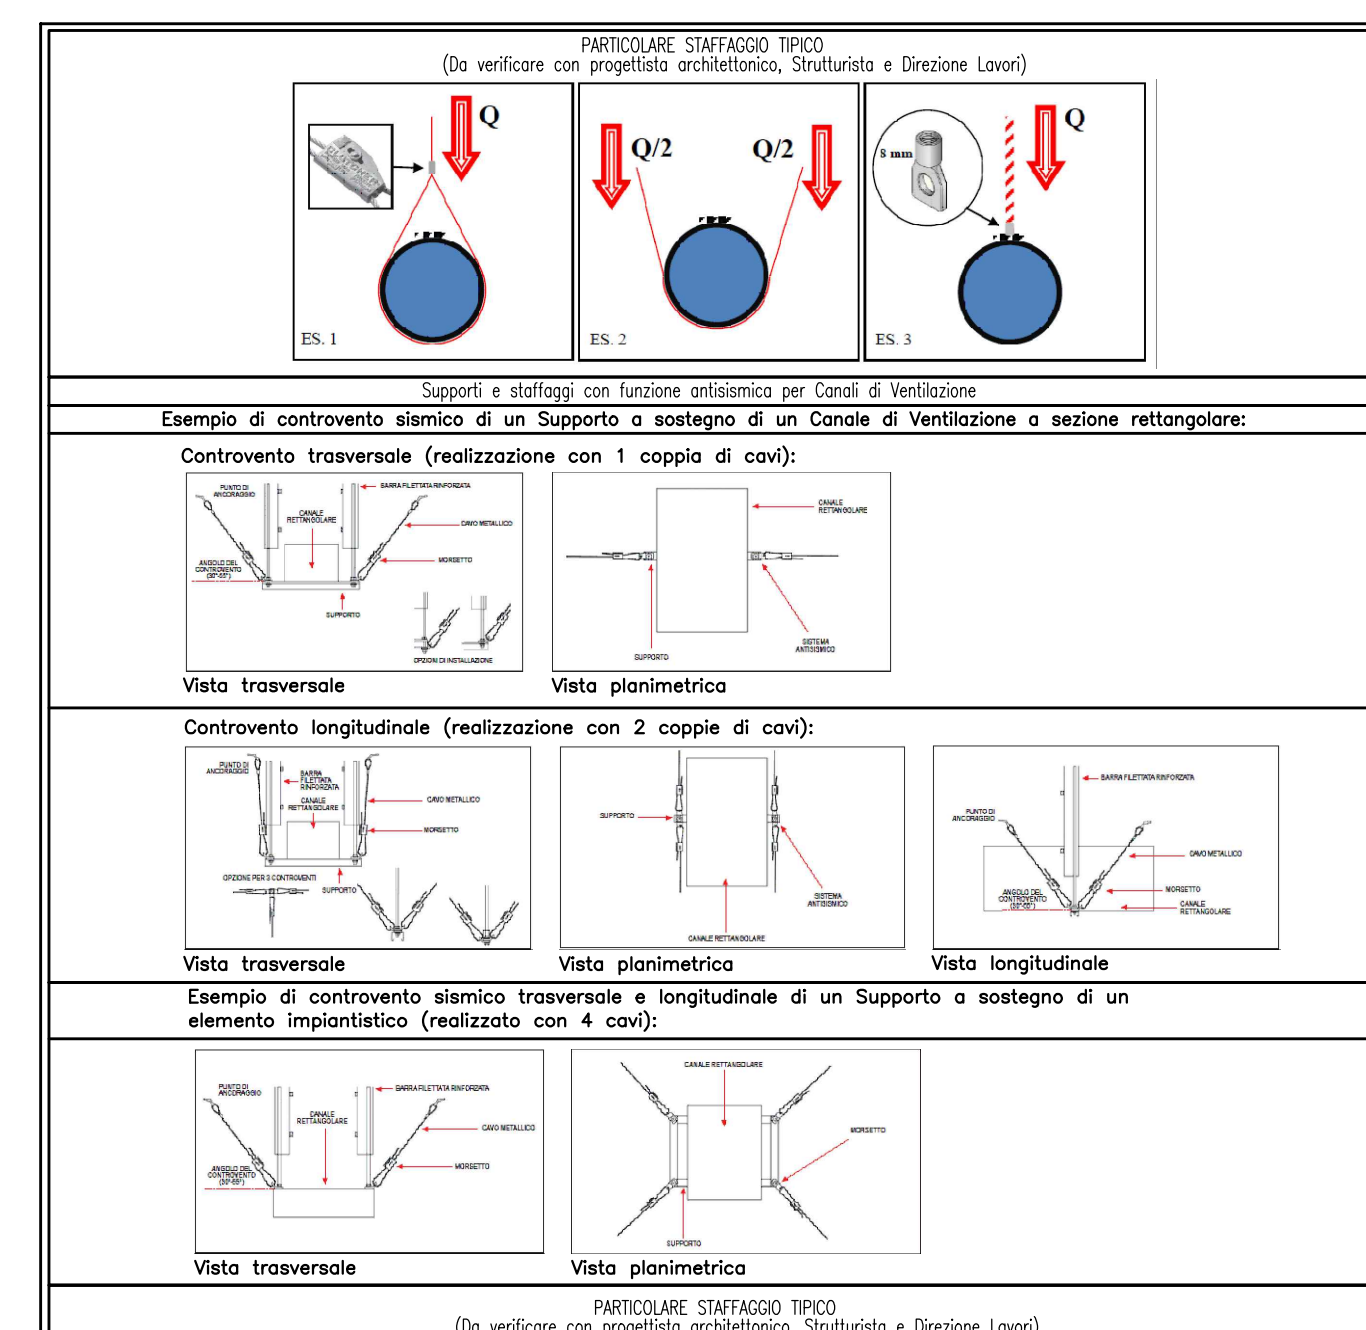 PARTICOLARE STAFFAGGIO TIPICO
(Da verificare con progettista architettonico, Strutturista e Direzione Lavori)
Q
ES. 1
Q/2
Q/2
ES. 2
8 mm
Q
ES. 3
Supporti e staffaggi con funzione antisismica per Canali di Ventilazione
Esempio di controvento sismico di un Supporto a sostegno di un Canale di Ventilazione a sezione rettangolare:
Controvento trasversale (realizzazione con 1 coppia di cavi):
PUNTO DI
ANCORAGGIO
BARRA FILETTATA RINFORZATA
CANALE
RETTANGOLARE
CAVO METALLICO
MORSETTO
ANGOLO DEL
CONTROVENTO
(30°-65°)
SUPPORTO
OPZIONI DI INSTALLAZIONE
CANALE
RETTANGOLARE
SUPPORTO
SISTEMA
ANTISISMICO
Vista trasversale
Vista planimetrica
Controvento longitudinale (realizzazione con 2 coppie di cavi):
PUNTO DI
ANCORAGGIO
BARRA
FILETTATA
RINFORZATA
CANALE
RETTANGOLARE
CAVO METALLICO
MORSETTO
OPZIONE PER 3 CONTROVENTI
SUPPORTO
SUPPORTO
SISTEMA
ANTISISMICO
CANALE RETTANGOLARE
BARRA FILETTATA RINFORZATA
PUNTO DI
ANCORAGGIO
CAVO METALLICO
MORSETTO
ANGOLO DEL
CONTROVENTO
CANALE
RETTANGOLARE
Vista trasversale
Vista planimetrica
Vista longitudinale
Esempio di controvento sismico trasversale e longitudinale di un Supporto a sostegno di un
elemento impiantistico (realizzato con 4 cavi):
PUNTO DI
ANCORAGGIO
BARRA FILETTATA RINFORZATA
CANALE
RETTANGOLARE
CAVO METALLICO
MORSETTO
ANGOLO DEL
CONTROVENTO
CANALE RETTANGOLARE
MORSETTO
SUPPORTO
Vista trasversale
Vista planimetrica
PARTICOLARE STAFFAGGIO TIPICO
(Da verificare con progettista architettonico, Strutturista e Direzione Lavori)